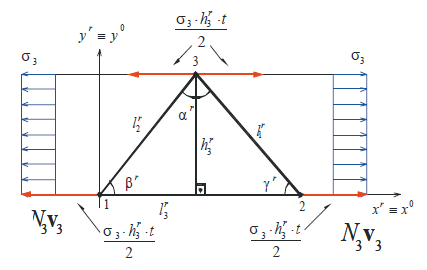 σ₃·h₃ʳ·t
2
yʳ ≡ y⁰
σ₃
3
σ₃
αʳ
l₂ʳ
h₃ʳ
l₁ʳ
βʳ
γʳ
1
l₃ʳ
2
xʳ ≡ x⁰
N₃v₃
σ₃·h₃ʳ·t
2
σ₃·h₃ʳ·t
2
N₃v₃